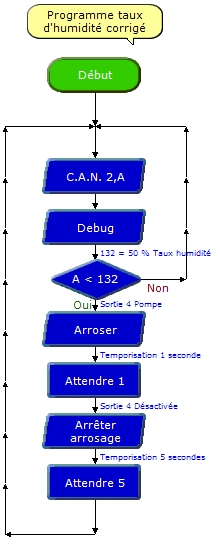 Programme taux
d'humidité corrigé
Début
C.A.N. 2,A
Debug
132 = 50 % Taux humidité
A < 132
Non
Oui
Sortie 4 Pompe
Arroser
Temporisation 1 seconde
Attendre 1
Sortie 4 Désactivée
Arrêter
arrosage
Temporisation 5 secondes
Attendre 5